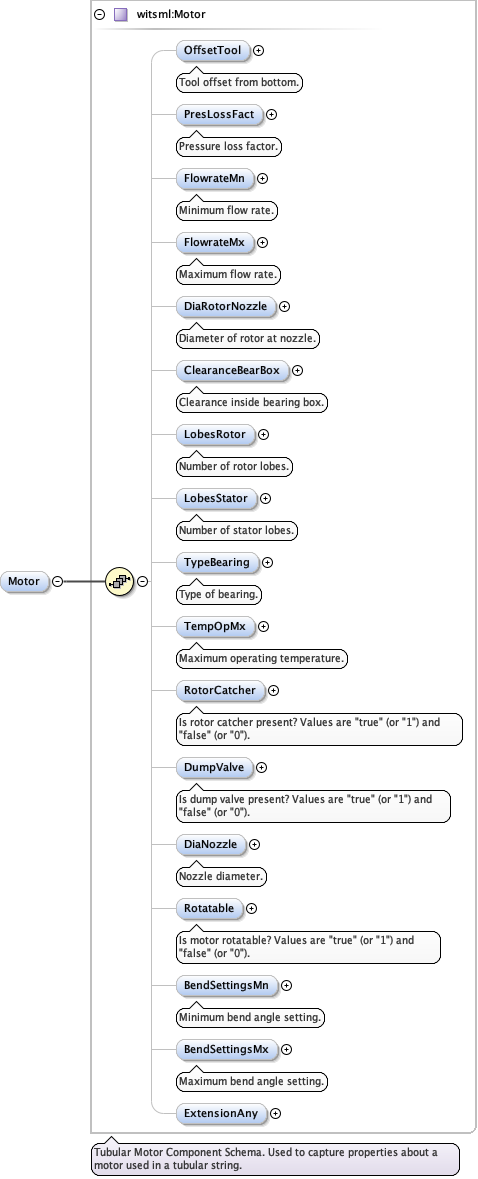 witsml:Motor
OffsetTool
Tool offset from bottom.
PresLossFact
Pressure loss factor.
FlowrateMn
Minimum flow rate.
FlowrateMx
Maximum flow rate.
DiaRotorNozzle
Diameter of rotor at nozzle.
ClearanceBearBox
Clearance inside bearing box.
LobesRotor
Number of rotor lobes.
LobesStator
Number of stator lobes.
Motor
TypeBearing
Type of bearing.
TempOpMx
Maximum operating temperature.
RotorCatcher
Is rotor catcher present? Values are "true" (or "1") and
"false" (or "0").
DumpValve
Is dump valve present? Values are "true" (or "1") and
"false" (or "0").
DiaNozzle
Nozzle diameter.
Rotatable
Is motor rotatable? Values are "true" (or "1") and
"false" (or "0").
BendSettingsMn
Minimum bend angle setting.
BendSettingsMx
Maximum bend angle setting.
ExtensionAny
Tubular Motor Component Schema. Used to capture properties about a
motor used in a tubular string.